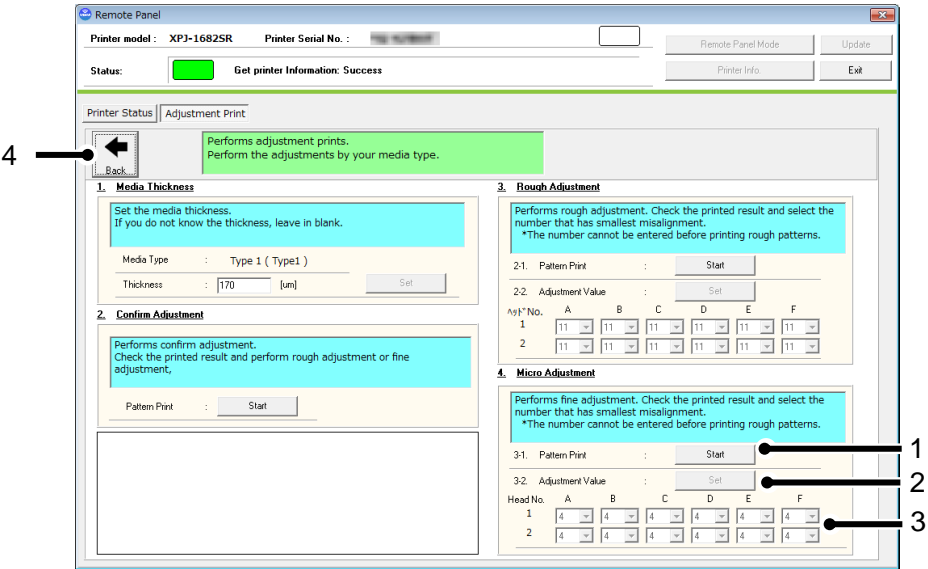 Remote Panel
Printer model : XPJ-1682SR Printer Serial No. :
Remote Panel Mode Update
Status: Get printer Information: Success
Printer Info. Exit
Printer Status Adjustment Print
4
Back
Performs adjustment prints.
Perform the adjustments by your media type.
1. Media Thickness
Set the media thickness.
If you do not know the thickness, leave in blank.
Media Type : Type 1 ( Type1 )
Thickness : 170 [um] Set
2. Confirm Adjustment
Performs confirm adjustment.
Check the printed result and perform rough adjustment or fine
adjustment,
Pattern Print : Start
3. Rough Adjustment
Performs rough adjustment. Check the printed result and select the
number that has smallest misalignment.
*The number cannot be entered before printing rough patterns.
2-1. Pattern Print : Start
2-2. Adjustment Value : Set
ヘッドNo. A B C D E F
1 11 11 11 11 11 11
2 11 11 11 11 11 11
4. Micro Adjustment
Performs fine adjustment. Check the printed result and select the
number that has smallest misalignment.
*The number cannot be entered before printing rough patterns.
3-1. Pattern Print : Start
1
3-2. Adjustment Value : Set
2
Head No. A B C D E F
1 4 4 4 4 4 4
3
2 4 4 4 4 4 4